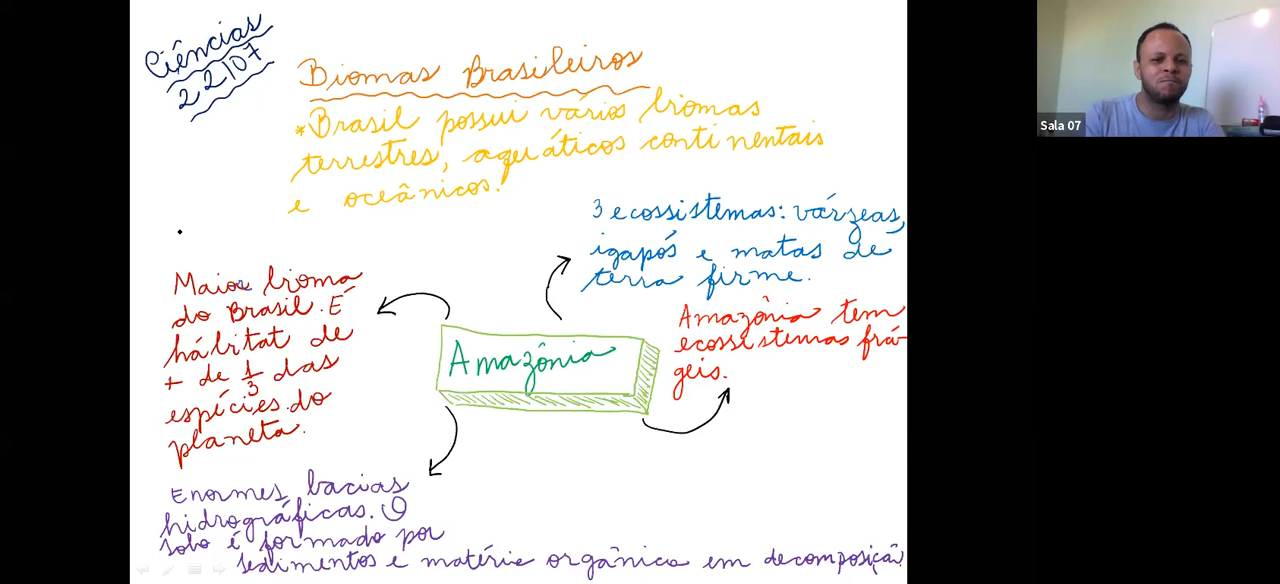 Ciências
22/07
Biomas Brasileiros
*Brasil possui vários biomas
terrestres, aquáticos continentais
e oceânicos.
3 ecossistemas: várzeas,
igapós e matas de
terra firme.
Maior bioma
do Brasil. É
hábitat de
+ de 1/3 das
espécies do
planeta.
Amazônia
Amazônia tem
ecossistemas frá-
geis.
Enormes bacias
hidrográficas. O
solo é formado por
sedimentos e matéria orgânica em decomposição.
Sala 07